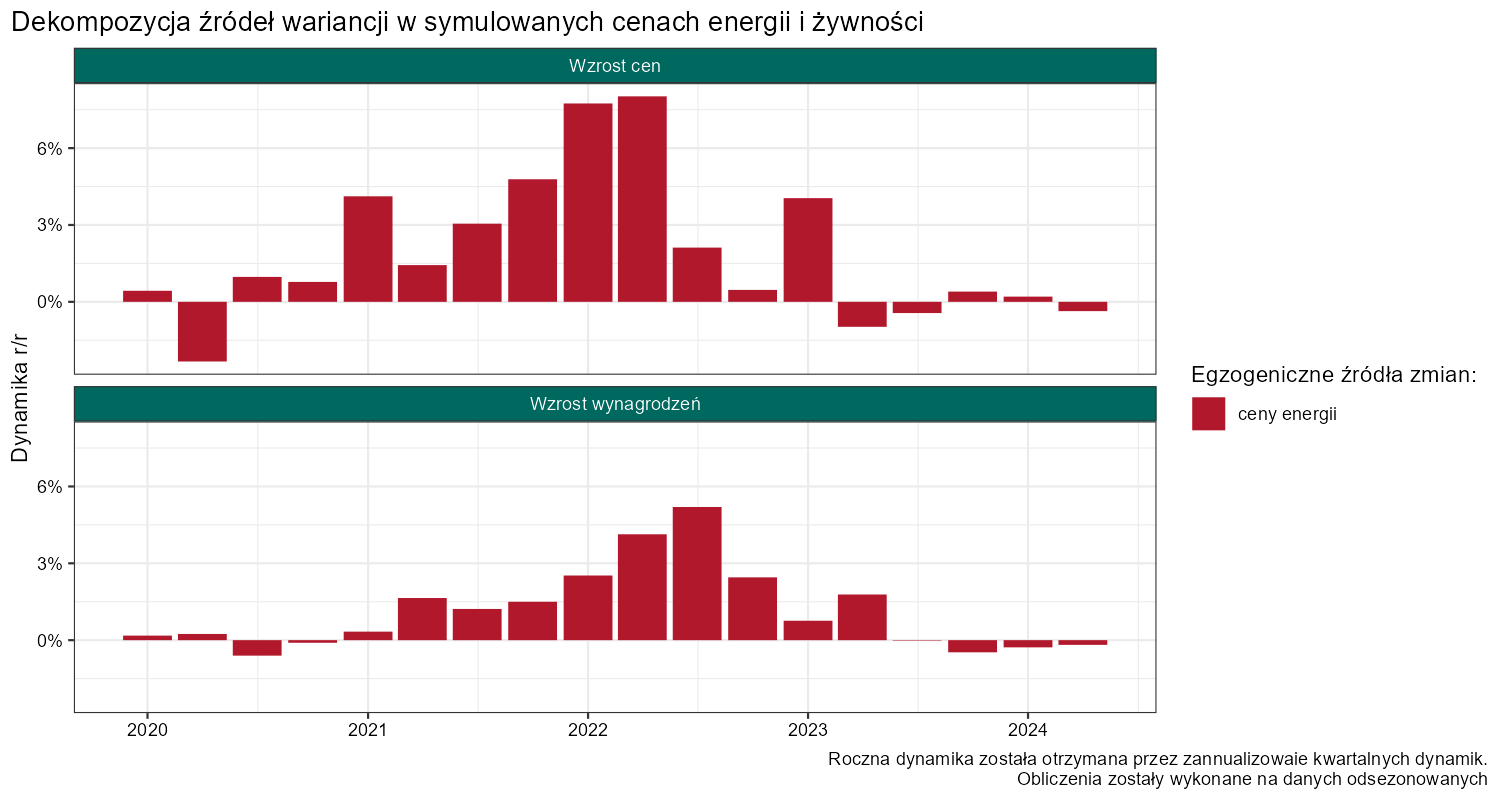 Dekompozycja źródeł wariancji w symulowanych cenach energii i żywności
Wzrost cen
6%
3%
0%
Dynamika r/r
Wzrost wynagrodzeń
6%
3%
0%
2020
2021
2022
2023
2024
Egzogeniczne źródła zmian:
ceny energii
Roczna dynamika została otrzymana przez zannualizowaie kwartalnych dynamik.
Obliczenia zostały wykonane na danych odsezonowanych